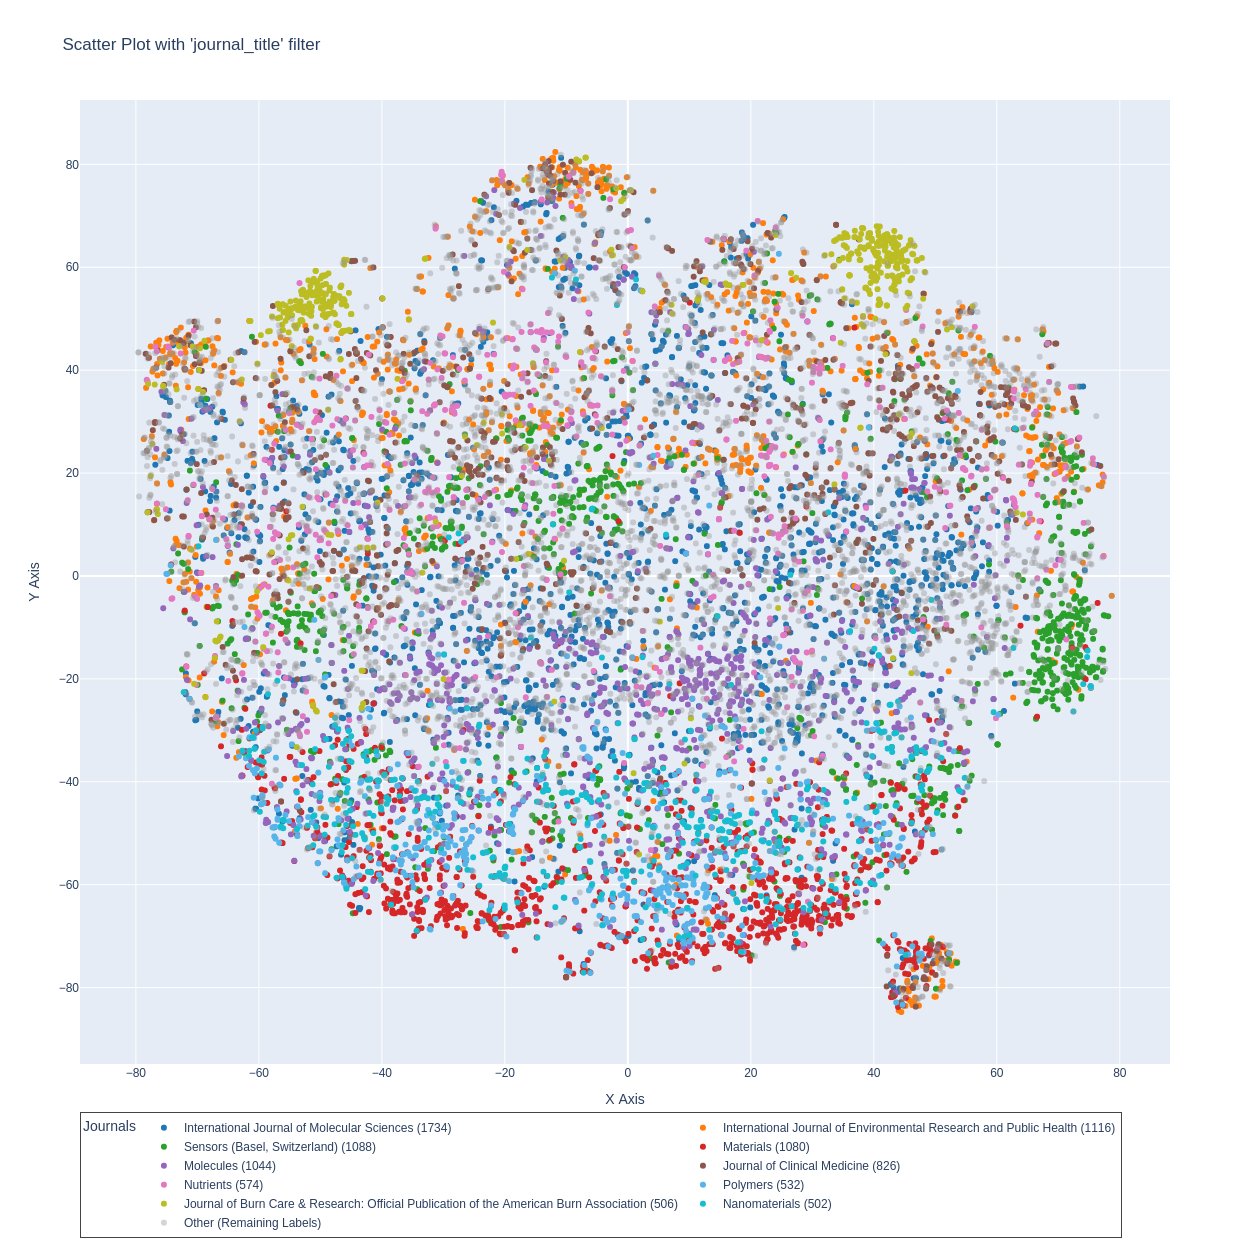 Scatter Plot with 'journal_title' filter
80
60
40
20
0
−20
−40
−60
−80
Y Axis
−80 −60 −40 −20 0 20 40 60 80
X Axis
Journals
International Journal of Molecular Sciences (1734) International Journal of Environmental Research and Public Health (1116)
Sensors (Basel, Switzerland) (1088) Materials (1080)
Molecules (1044) Journal of Clinical Medicine (826)
Nutrients (574) Polymers (532)
Journal of Burn Care & Research: Official Publication of the American Burn Association (506) Nanomaterials (502)
Other (Remaining Labels)